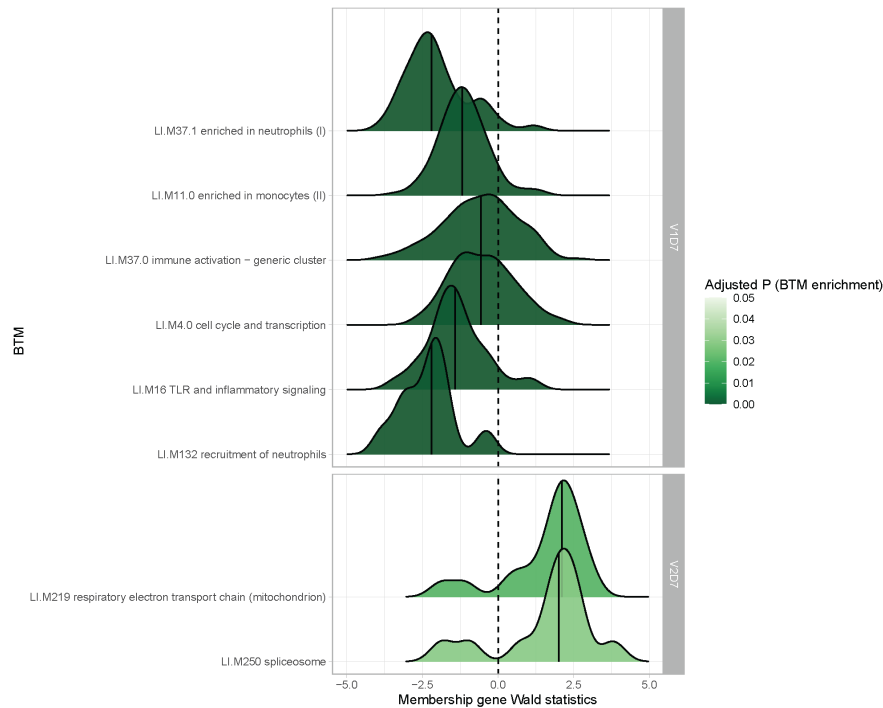 LI.M37.1 enriched in neutrophils (I)
LI.M11.0 enriched in monocytes (II)
LI.M37.0 immune activation − generic cluster
LI.M4.0 cell cycle and transcription
LI.M16 TLR and inflammatory signaling
LI.M132 recruitment of neutrophils
V1D7
BTM
LI.M219 respiratory electron transport chain (mitochondrion)
LI.M250 spliceosome
V2D7
−5.0 −2.5 0.0 2.5 5.0
Membership gene Wald statistics
Adjusted P (BTM enrichment)
0.05
0.04
0.03
0.02
0.01
0.00